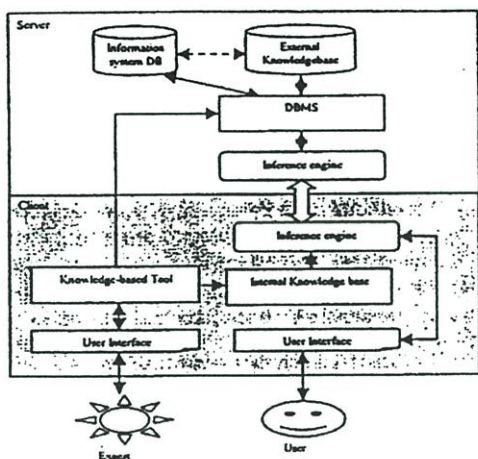 Server
Information
system DB
External
Knowledgebase
DBMS
Inference engine
Client
Inference engine
Knowledge-based Tool
Internal Knowledge base
User Interface
User Interface
Expert
User